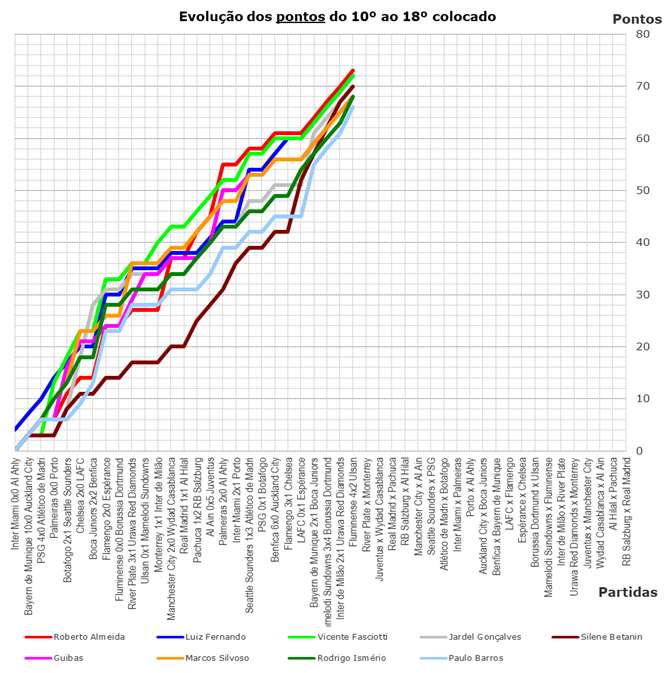 Evolução dos pontos do 10º ao 18º colocado
Pontos
80
70
60
50
40
30
20
10
0
Inter Miami 0x0 Al Ahly
Bayern de Munique 10x0 Auckland City
PSG 4x0 Atlético de Madri
Palmeiras 0x0 Porto
Botafogo 2x1 Seattle Sounders
Chelsea 2x0 LAFC
Boca Juniors 2x2 Benfica
Flamengo 2x0 Espérance
Fluminense 0x0 Borussia Dortmund
River Plate 3x1 Urawa Red Diamonds
Ulsan 0x1 Mamelodi Sundowns
Monterrey 1x1 Inter de Milão
Manchester City 2x0 Wydad Casablanca
Real Madrid 1x1 Al Hilal
Pachuca 1x2 RB Salzburg
Al Ain 0x5 Juventus
Palmeiras 2x0 Al Ahly
Inter Miami 2x1 Porto
Seattle Sounders 1x3 Atlético de Madri
PSG 0x1 Botafogo
Benfica 6x0 Auckland City
Flamengo 3x1 Chelsea
LAFC 0x1 Espérance
Bayern de Munique 2x1 Boca Juniors
amelodi Sundowns 3x4 Borussia Dortmund
Inter de Milão 2x1 Urawa Red Diamonds
Fluminense 4x2 Ulsan
River Plate x Monterrey
Juventus x Wydad Casablanca
Real Madrid x Pachuca
RB Salzburg x Al Hilal
Manchester City x Al Ain
Seattle Sounders x PSG
Atlético de Madri x Botafogo
Inter Miami x Palmeiras
Porto x Al Ahly
Auckland City x Boca Juniors
Benfica x Bayern de Munique
LAFC x Flamengo
Espérance x Chelsea
Borussia Dortmund x Ulsan
Mamelodi Sundowns x Fluminense
Inter de Milão x River Plate
Urawa Red Diamonds x Monterrey
Juventus x Manchester City
Wydad Casablanca x Al Ain
Al Hilal x Pachuca
RB Salzburg x Real Madrid
Partidas
Roberto Almeida Luiz Fernando Vicente Fasciotti Jardel Gonçalves Silene Betanin
Guibas Marcos Silvoso Rodrigo Ismério Paulo Barros